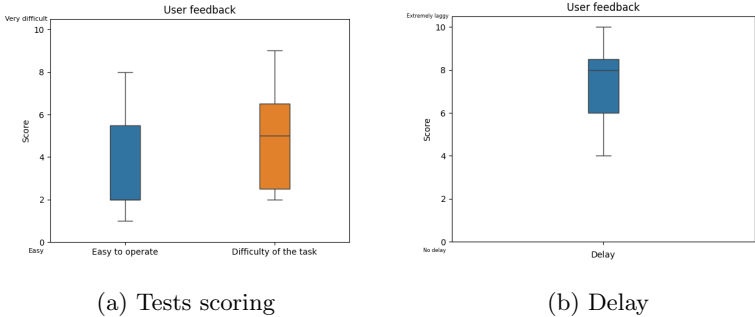 User feedback
Very difficult
10
8
6
4
2
0
Score
Easy
Easy to operate
Difficulty of the task
(a) Tests scoring
User feedback
Extremely laggy
10
8
6
4
2
0
Score
No delay
Delay
(b) Delay